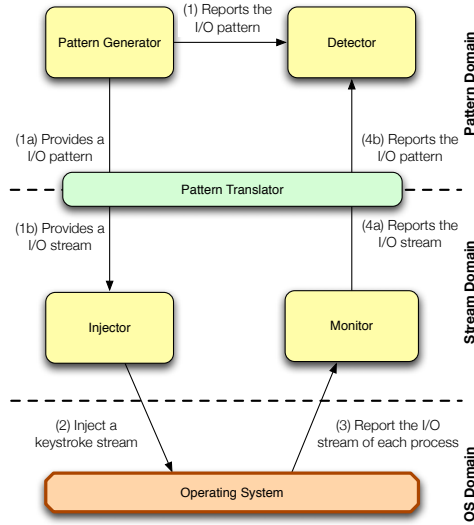 (1) Reports the
I/O pattern
Pattern Generator
Detector
Pattern Domain
(1a) Provides a
I/O pattern
(4b) Reports the
I/O pattern
Pattern Translator
(1b) Provides a
I/O stream
(4a) Reports the
I/O stream
Stream Domain
Injector
Monitor
(2) Inject a
keystroke stream
(3) Report the I/O
stream of each process
OS Domain
Operating System